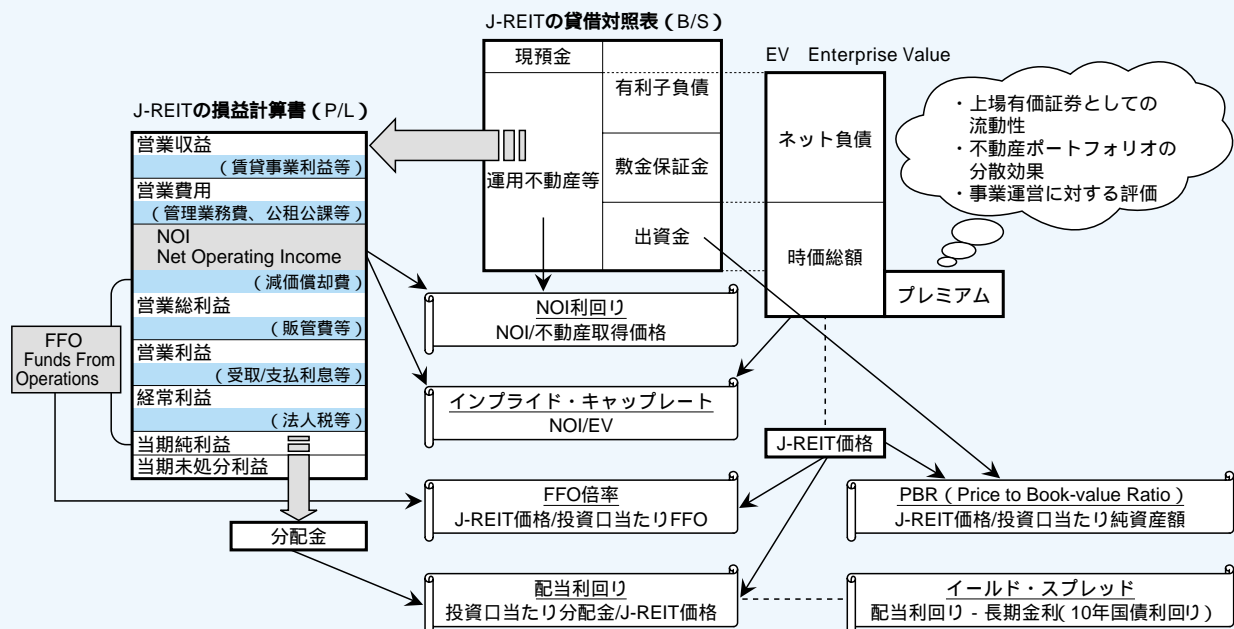 J-REITの貸借対照表（B/S）
現預金
有利子負債
敷金保証金
運用不動産等
出資金
EV　Enterprise Value
ネット負債
時価総額
プレミアム
・上場有価証券としての
流動性
・不動産ポートフォリオの
分散効果
・事業運営に対する評価
J-REITの損益計算書（P/L）
営業収益
（賃貸事業利益等）
営業費用
（管理業務費、公租公課等）
NOI
Net Operating Income
（減価償却費）
営業総利益
（販管費等）
営業利益
（受取/支払利息等）
経常利益
（法人税等）
当期純利益
当期未処分利益
FFO
Funds From
Operations
分配金
NOI利回り
NOI/不動産取得価格
インプライド・キャップレート
NOI/EV
J-REIT価格
FFO倍率
J-REIT価格/投資口当たりFFO
PBR（Price to Book-value Ratio）
J-REIT価格/投資口当たり純資産額
配当利回り
投資口当たり分配金/J-REIT価格
イールド・スプレッド
配当利回り - 長期金利（10年国債利回り）